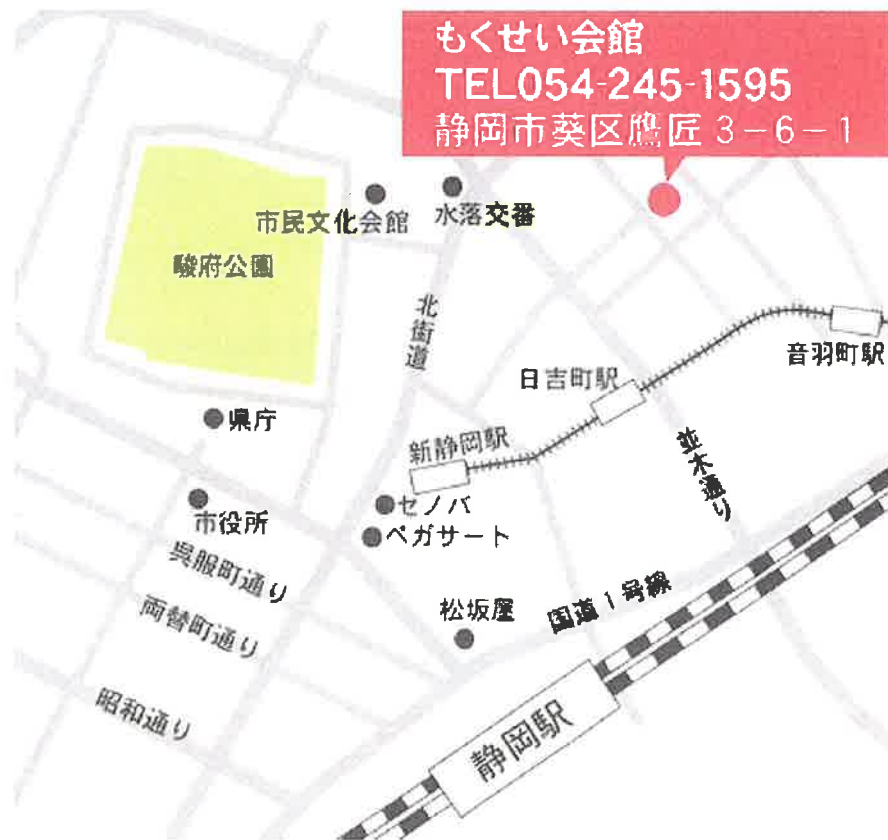 もくせい会館
TEL054-245-1595
静岡市葵区鷹匠3-6-1
市民文化会館
水落交番
駿府公園
北街道
音羽町駅
日吉町駅
県庁
新静岡駅
並木通り
セノバ
市役所
ペガサート
呉服町通り
両替町通り
松坂屋
国道1号線
昭和通り
静岡駅